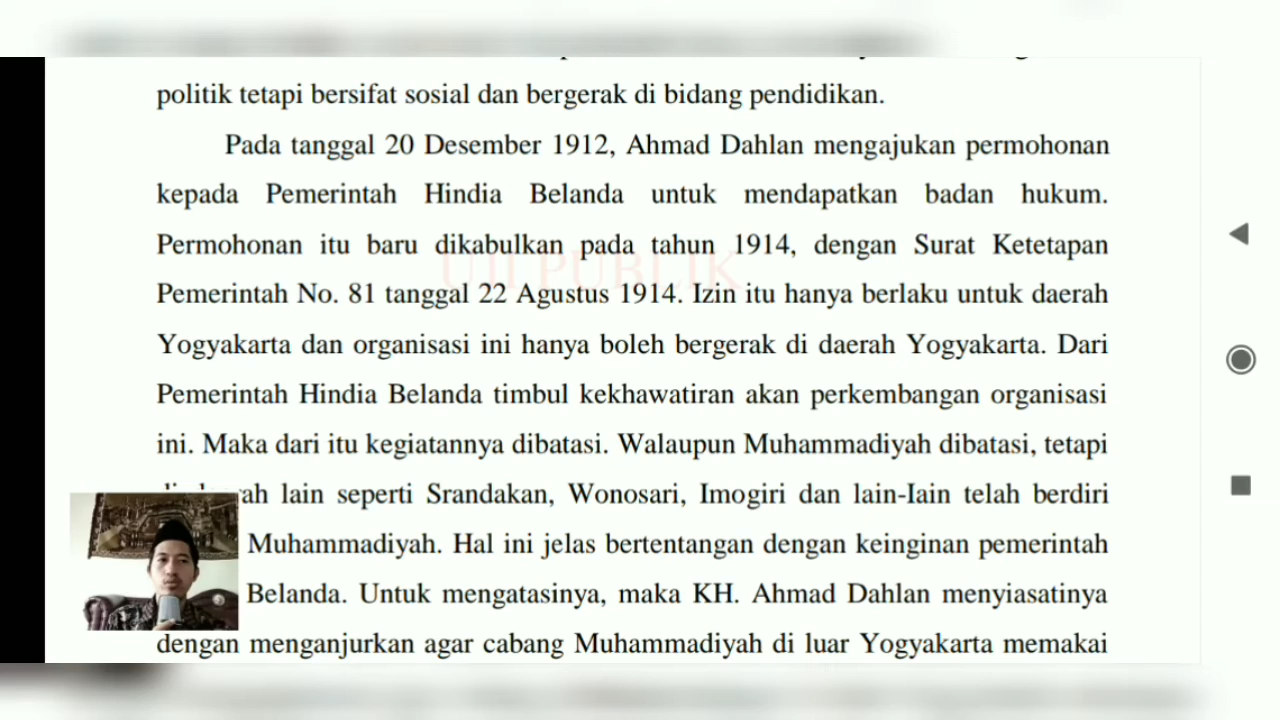 politik tetapi bersifat sosial dan bergerak di bidang pendidikan.
Pada tanggal 20 Desember 1912, Ahmad Dahlan mengajukan permohonan
kepada Pemerintah Hindia Belanda untuk mendapatkan badan hukum.
Permohonan itu baru dikabulkan pada tahun 1914, dengan Surat Ketetapan
UJI PUBLIK
Pemerintah No. 81 tanggal 22 Agustus 1914. Izin itu hanya berlaku untuk daerah
Yogyakarta dan organisasi ini hanya boleh bergerak di daerah Yogyakarta. Dari
Pemerintah Hindia Belanda timbul kekhawatiran akan perkembangan organisasi
ini. Maka dari itu kegiatannya dibatasi. Walaupun Muhammadiyah dibatasi, tetapi
lain seperti Srandakan, Wonosari, Imogiri dan lain-Iain telah berdiri
Muhammadiyah. Hal ini jelas bertentangan dengan keinginan pemerintah
Belanda. Untuk mengatasinya, maka KH. Ahmad Dahlan menyiasatinya
dengan menganjurkan agar cabang Muhammadiyah di luar Yogyakarta memakai